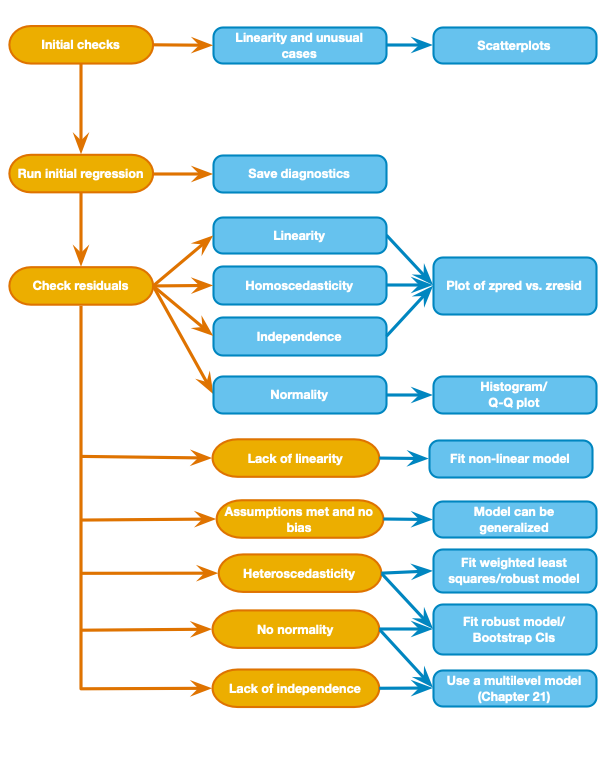 Initial checks
Linearity and unusual
cases
Scatterplots
Run initial regression
Save diagnostics
Linearity
Check residuals
Homoscedasticity
Plot of zpred vs. zresid
Independence
Normality
Histogram/
Q-Q plot
Lack of linearity
Fit non-linear model
Assumptions met and no
bias
Model can be
generalized
Heteroscedasticity
Fit weighted least
squares/robust model
No normality
Fit robust model/
Bootstrap CIs
Lack of independence
Use a multilevel model
(Chapter 21)